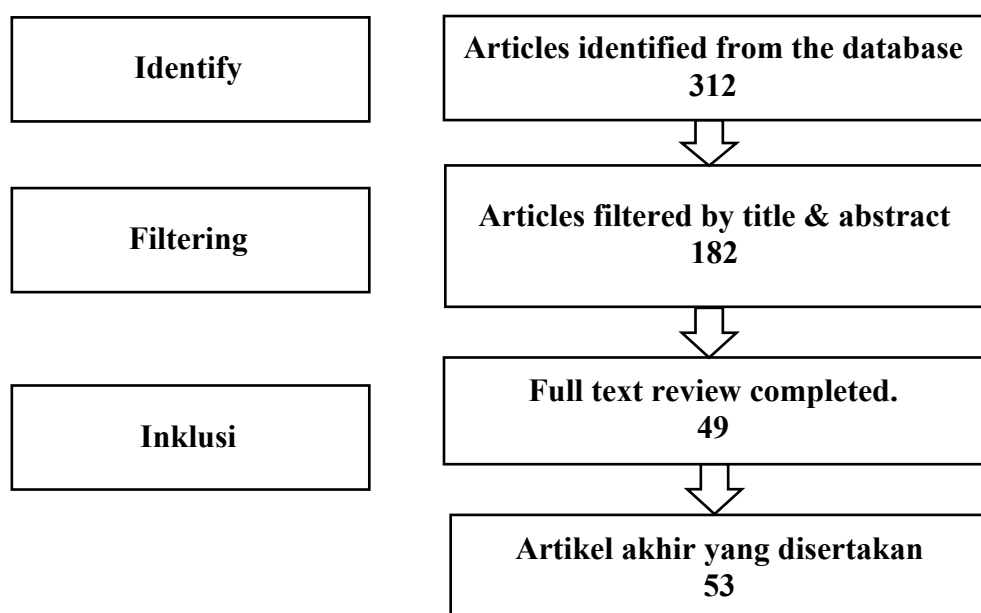 Identify
Articles identified from the database
312
Filtering
Articles filtered by title & abstract
182
Inklusi
Full text review completed.
49
Artikel akhir yang disertakan
53